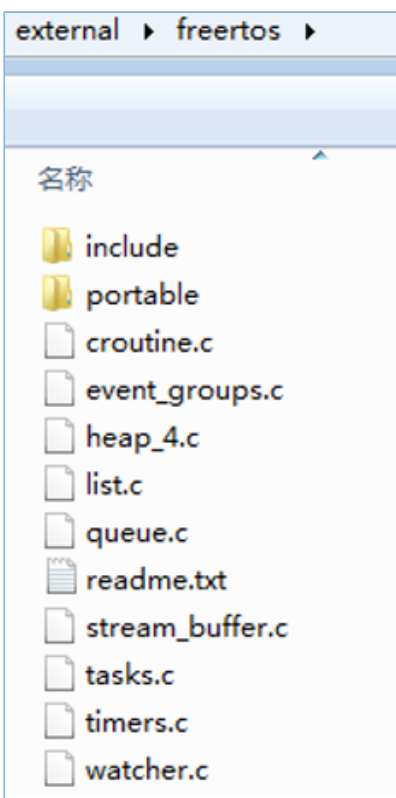 external ▸ freertos ▸
名称
include
portable
croutine.c
event_groups.c
heap_4.c
list.c
queue.c
readme.txt
stream_buffer.c
tasks.c
timers.c
watcher.c